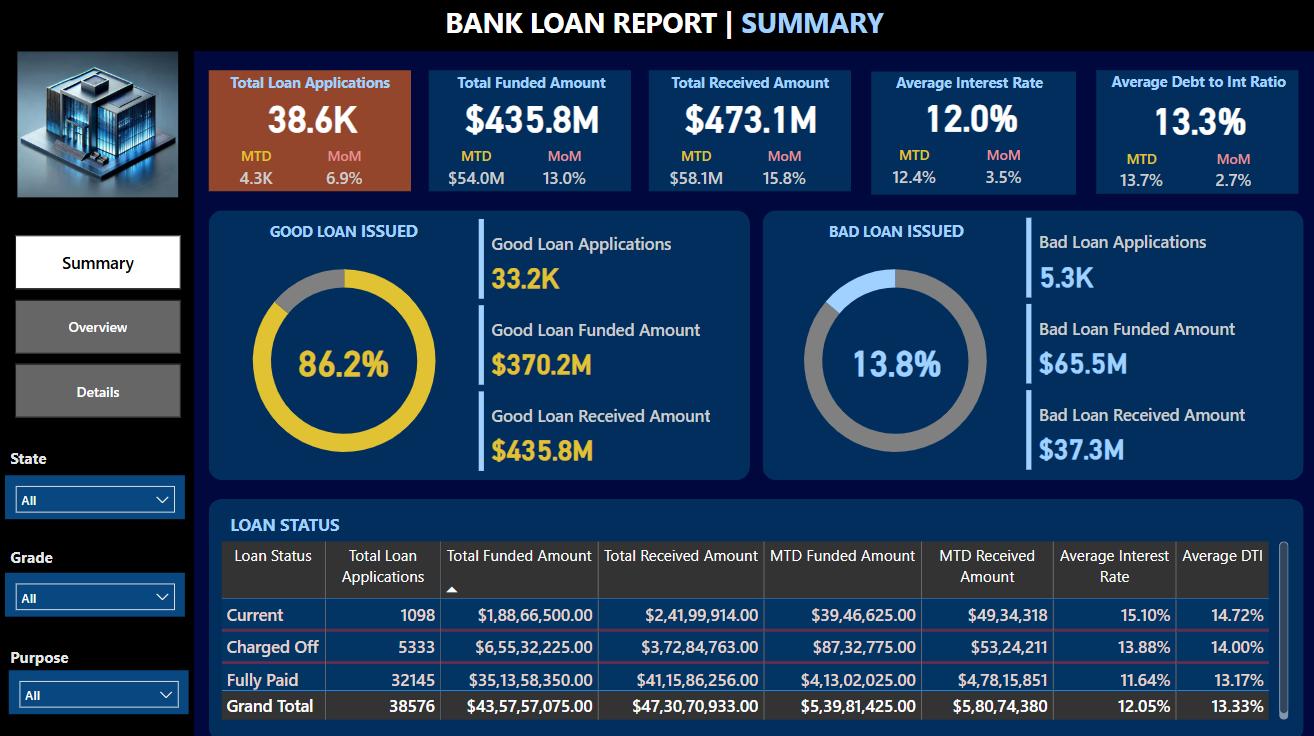 BANK LOAN REPORT | SUMMARY
Total Loan Applications
38.6K
MTD MoM
4.3K 6.9%
Total Funded Amount
$435.8M
MTD MoM
$54.0M 13.0%
Total Received Amount
$473.1M
MTD MoM
$58.1M 15.8%
Average Interest Rate
12.0%
MTD MoM
12.4% 3.5%
Average Debt to Int Ratio
13.3%
MTD MoM
13.7% 2.7%
Summary
Overview
Details
State
All
Grade
All
Purpose
All
GOOD LOAN ISSUED
86.2%
Good Loan Applications
33.2K
Good Loan Funded Amount
$370.2M
Good Loan Received Amount
$435.8M
BAD LOAN ISSUED
13.8%
Bad Loan Applications
5.3K
Bad Loan Funded Amount
$65.5M
Bad Loan Received Amount
$37.3M
LOAN STATUS
Loan Status Total Loan Total Funded Amount Total Received Amount MTD Funded Amount MTD Received Average Interest Average DTI
Applications Amount Rate
Current 1098 $1,88,66,500.00 $2,41,99,914.00 $39,46,625.00 $49,34,318 15.10% 14.72%
Charged Off 5333 $6,55,32,225.00 $3,72,84,763.00 $87,32,775.00 $53,24,211 13.88% 14.00%
Fully Paid 32145 $35,13,58,350.00 $41,15,86,256.00 $4,13,02,025.00 $4,78,15,851 11.64% 13.17%
Grand Total 38576 $43,57,57,075.00 $47,30,70,933.00 $5,39,81,425.00 $5,80,74,380 12.05% 13.33%